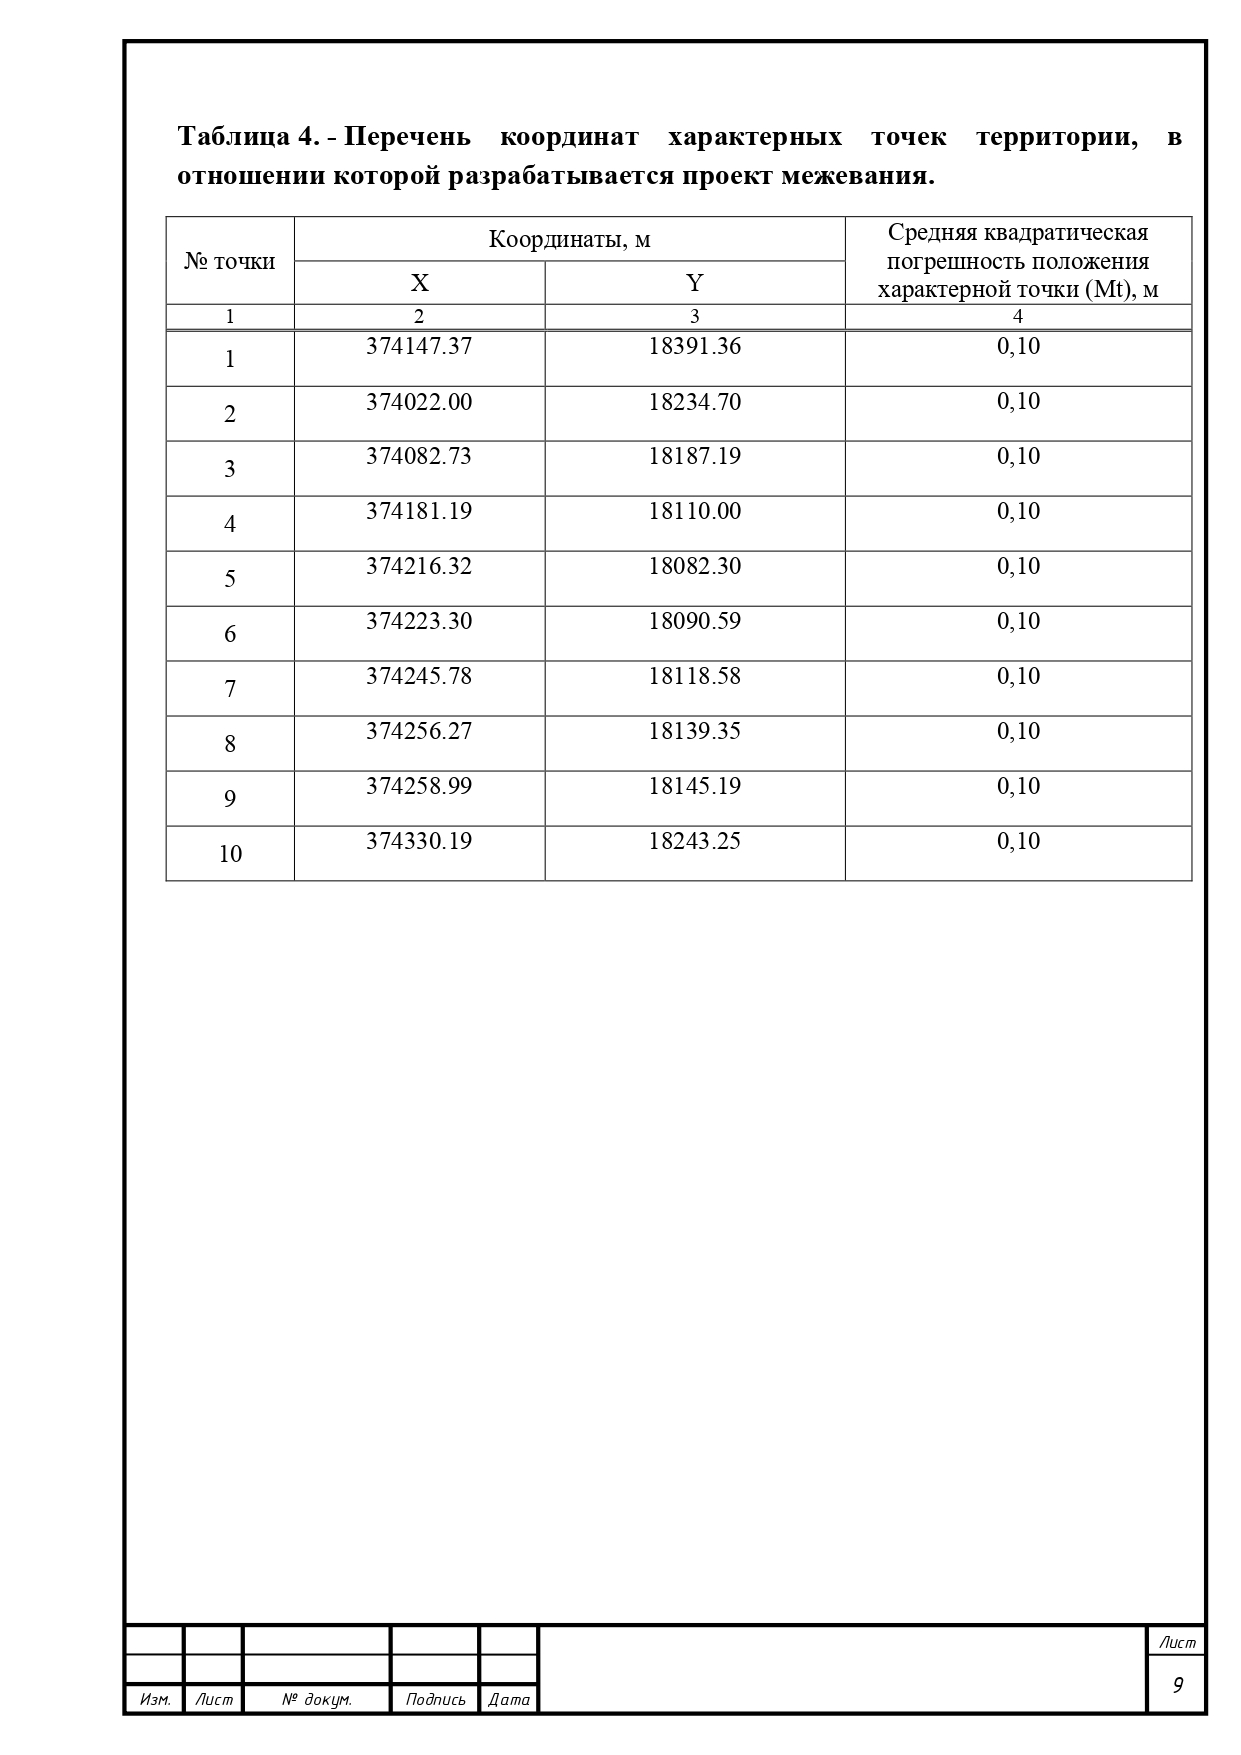 Таблица 4. - Перечень координат характерных точек территории, в
отношении которой разрабатывается проект межевания.
№ точки
Координаты, м
Средняя квадратическая
погрешность положения
характерной точки (Mt), м
X Y
1 2 3 4
1 374147.37 18391.36 0,10
2 374022.00 18234.70 0,10
3 374082.73 18187.19 0,10
4 374181.19 18110.00 0,10
5 374216.32 18082.30 0,10
6 374223.30 18090.59 0,10
7 374245.78 18118.58 0,10
8 374256.27 18139.35 0,10
9 374258.99 18145.19 0,10
10 374330.19 18243.25 0,10
Лист
9
Изм. Лист № докум. Подпись Дата